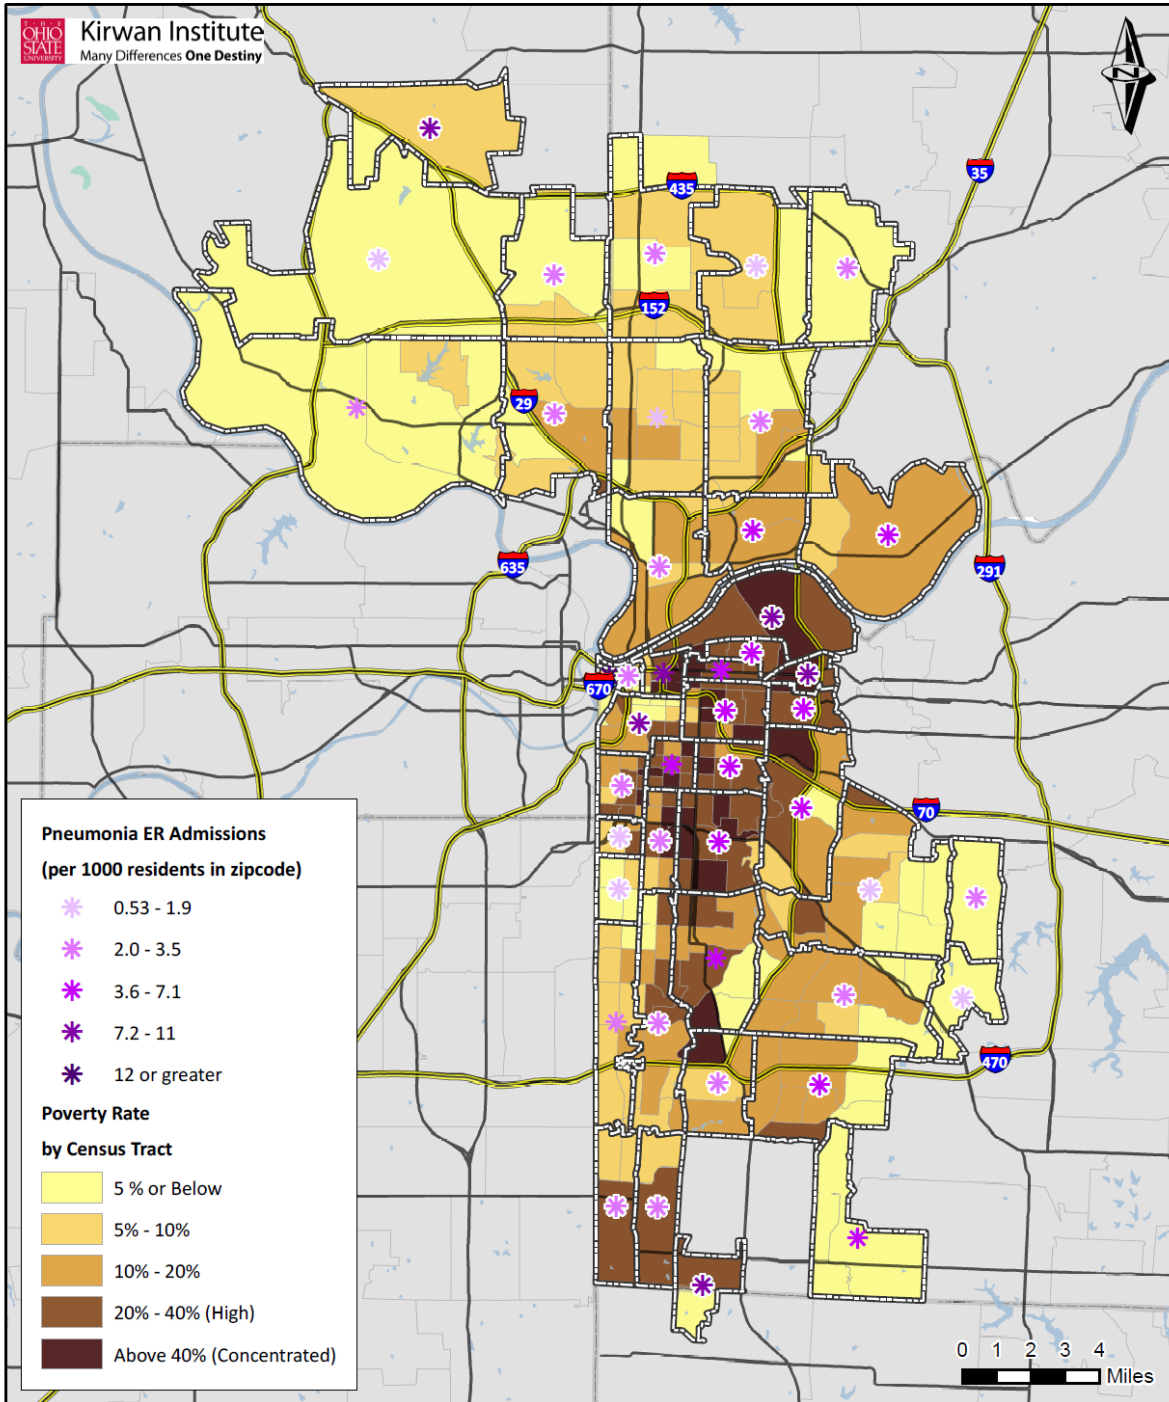 THE
OHIO
STATE
UNIVERSITY
Kirwan Institute
Many Differences One Destiny
N
35
435
152
29
635
291
670
70
470
Pneumonia ER Admissions
(per 1000 residents in zipcode)
0.53 - 1.9
2.0 - 3.5
3.6 - 7.1
7.2 - 11
12 or greater
Poverty Rate
by Census Tract
5 % or Below
5% - 10%
10% - 20%
20% - 40% (High)
Above 40% (Concentrated)
0 1 2 3 4
Miles